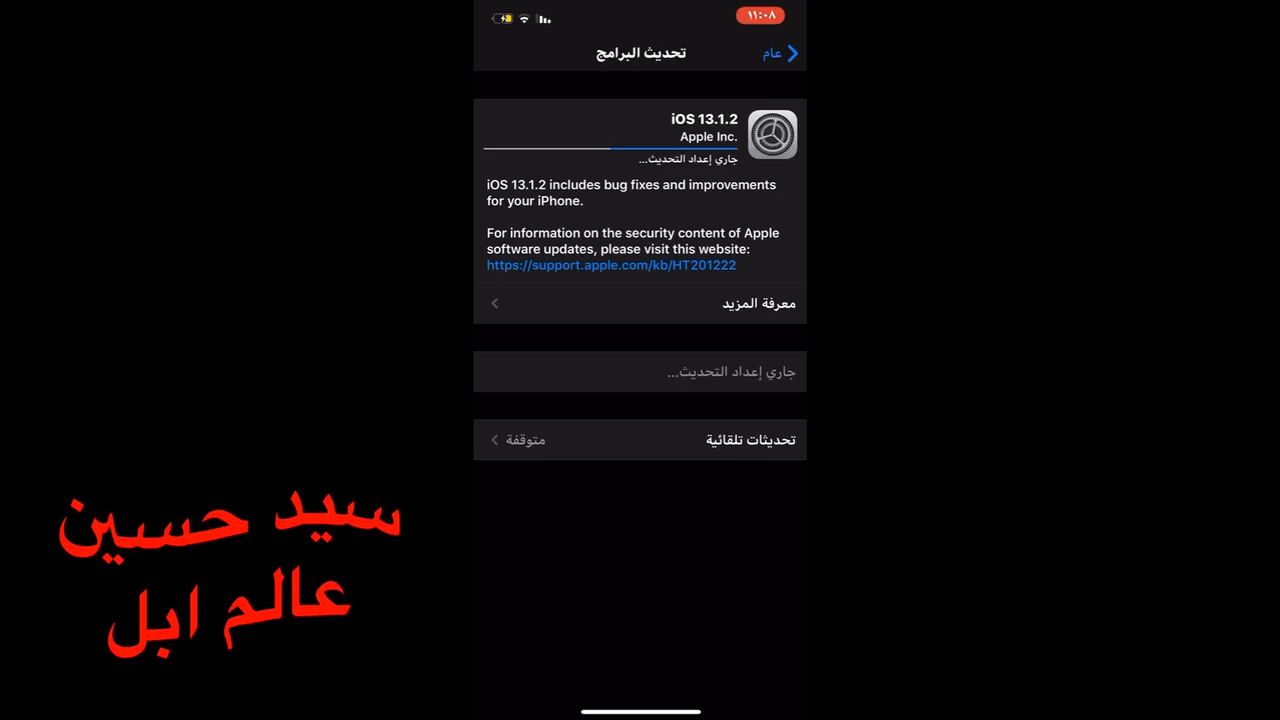 ١١:٠٨
عام
تحديث البرامج
iOS 13.1.2
Apple Inc.
جاري إعداد التحديث...
iOS 13.1.2 includes bug fixes and improvements
for your iPhone.
For information on the security content of Apple
software updates, please visit this website:
https://support.apple.com/kb/HT201222
معرفة المزيد
جاري إعداد التحديث...
تحديثات تلقائية متوقفة
سيد حسين
عالم ابل